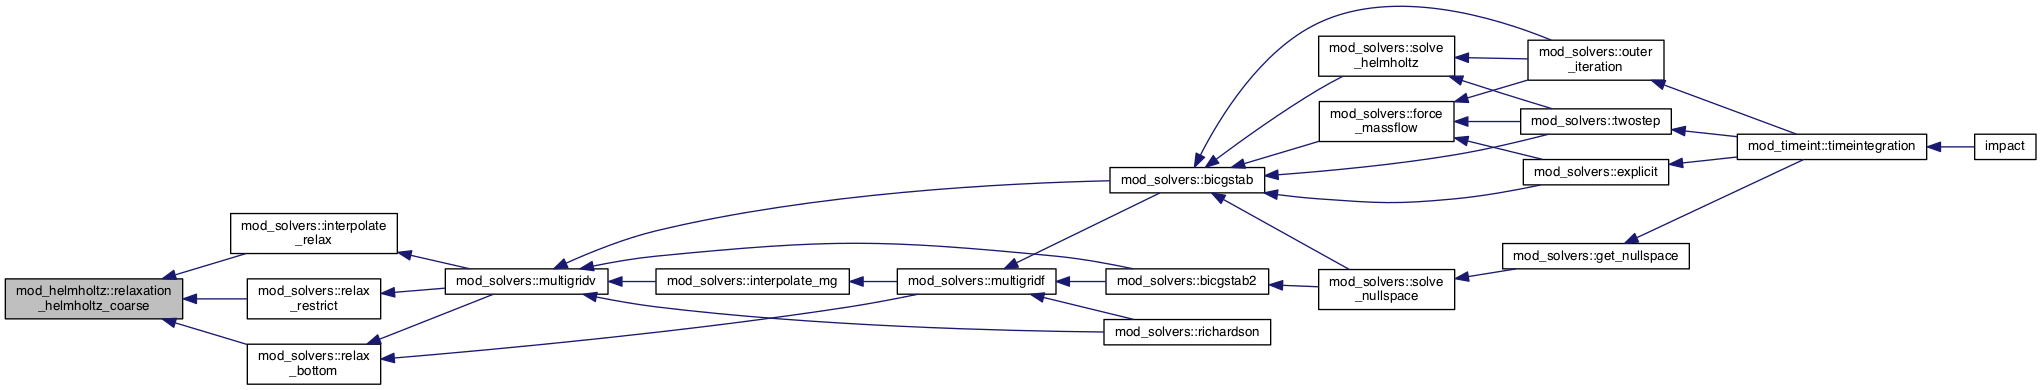 mod_helmholtz::relaxation
_helmholtz_coarse
mod_solvers::interpolate
_relax
mod_solvers::relax
_restrict
mod_solvers::relax
_bottom
mod_solvers::multigridv
mod_solvers::interpolate_mg
mod_solvers::multigridf
mod_solvers::bicgstab
mod_solvers::bicgstab2
mod_solvers::richardson
mod_solvers::solve
_helmholtz
mod_solvers::force
_massflow
mod_solvers::solve
_nullspace
mod_solvers::outer
_iteration
mod_solvers::twostep
mod_solvers::explicit
mod_solvers::get_nullspace
mod_timeint::timeintegration
impact